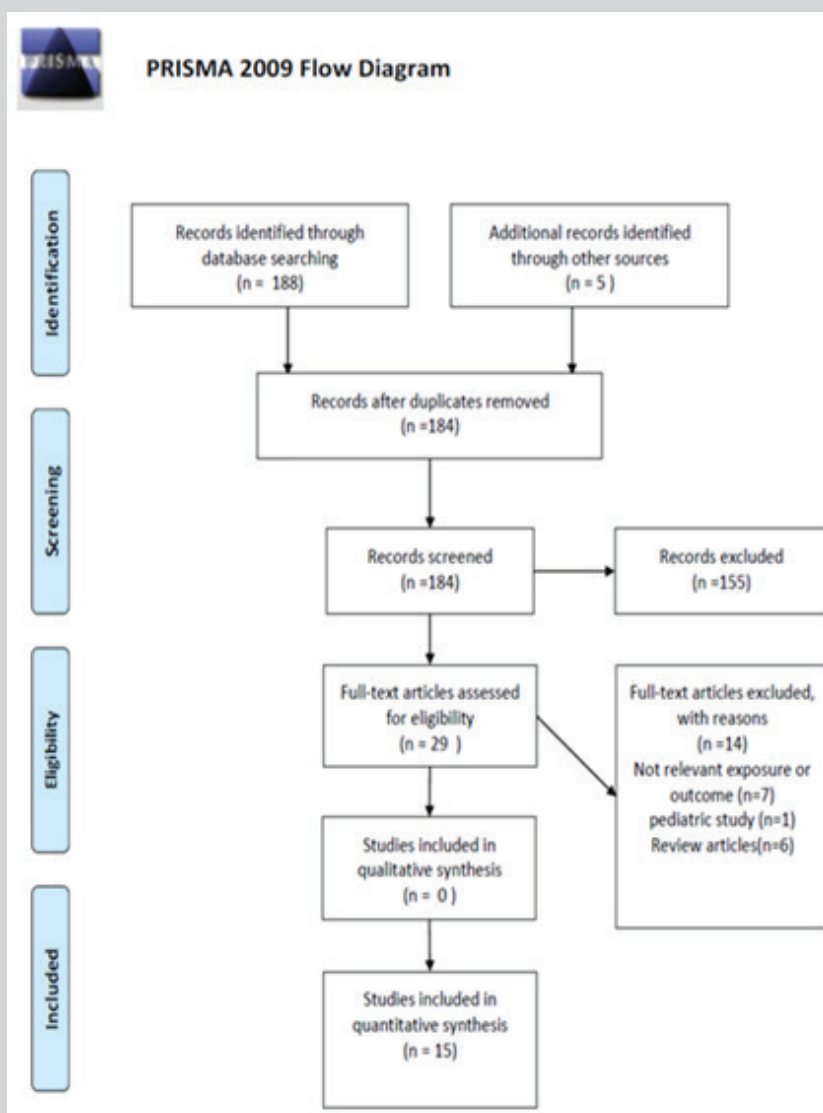 PRISMA
PRISMA 2009 Flow Diagram
Identification
Records identified through
database searching
(n = 188)
Additional records identified
through other sources
(n = 5 )
Records after duplicates removed
(n =184)
Screening
Records screened
(n =184)
Records excluded
(n =155)
Eligibility
Full-text articles assessed
for eligibility
(n = 29 )
Full-text articles excluded,
with reasons
(n =14)
Not relevant exposure or
outcome (n=7)
pediatric study (n=1)
Review articles(n=6)
Studies included in
qualitative synthesis
(n = 0 )
Included
Studies included in
quantitative synthesis
(n = 15)